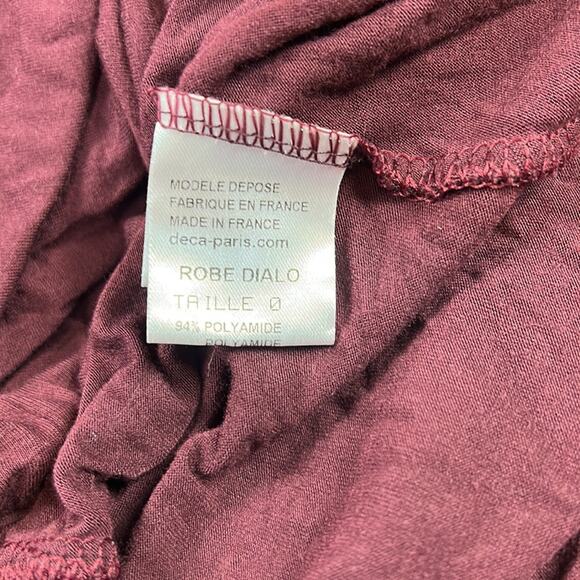 MODELE DEPOSE
FABRIQUE EN FRANCE
MADE IN FRANCE
deca-paris.com
ROBE DIALO
TAILLE 0
94% POLYAMIDE
POLYAMIDE